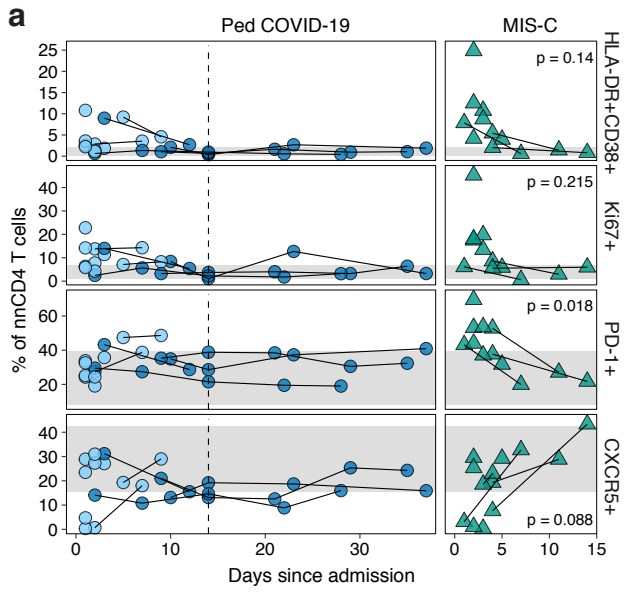 a
Ped COVID-19
MIS-C
25
20
15
10
5
0
p = 0.14
HLA-DR+CD38+
40
30
20
10
0
p = 0.215
Ki67+
% of nnCD4 T cells
60
40
20
p = 0.018
PD-1+
40
30
20
10
0
p = 0.088
CXCR5+
0
10
20
30
0
5
10
15
Days since admission